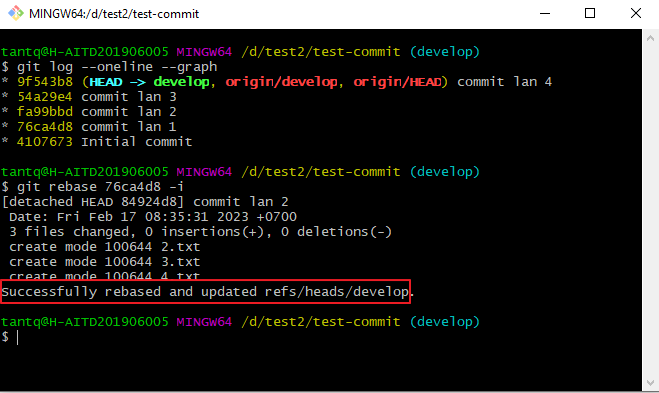 MINGW64:/d/test2/test-commit
tantq@H-AITD201906005 MINGW64 /d/test2/test-commit (develop)
$ git log --oneline --graph
* 9f543b8 (HEAD -> develop, origin/develop, origin/HEAD) commit lan 4
* 54a29e4 commit lan 3
* fa99bbd commit lan 2
* 76ca4d8 commit lan 1
* 4107673 Initial commit
tantq@H-AITD201906005 MINGW64 /d/test2/test-commit (develop)
$ git rebase 76ca4d8 -i
[detached HEAD 84924d8] commit lan 2
Date: Fri Feb 17 08:35:31 2023 +0700
3 files changed, 0 insertions(+), 0 deletions(-)
create mode 100644 2.txt
create mode 100644 3.txt
create mode 100644 4.txt
Successfully rebased and updated refs/heads/develop.
tantq@H-AITD201906005 MINGW64 /d/test2/test-commit (develop)
$